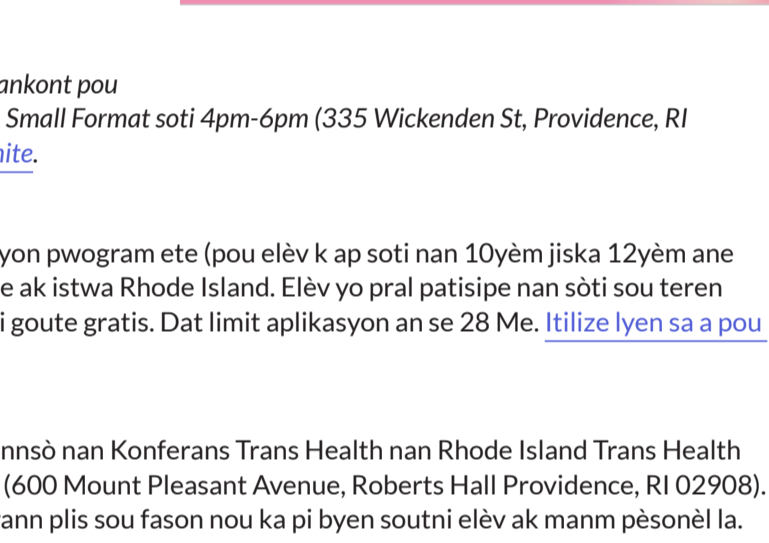 ankont pou
Small Format soti 4pm-6pm (335 Wickenden St, Providence, RI
ite.
yon pwogram ete (pou elèv k ap soti nan 10yèm jiska 12yèm ane
e ak istwa Rhode Island. Elèv yo pral patisipe nan sòti sou teren
i goute gratis. Dat limit aplikasyon an se 28 Me. Itilize lyen sa a pou
nnsò nan Konferans Trans Health nan Rhode Island Trans Health
(600 Mount Pleasant Avenue, Roberts Hall Providence, RI 02908).
ann plis sou fason nou ka pi byen soutni elèv ak manm pèsonèl la.